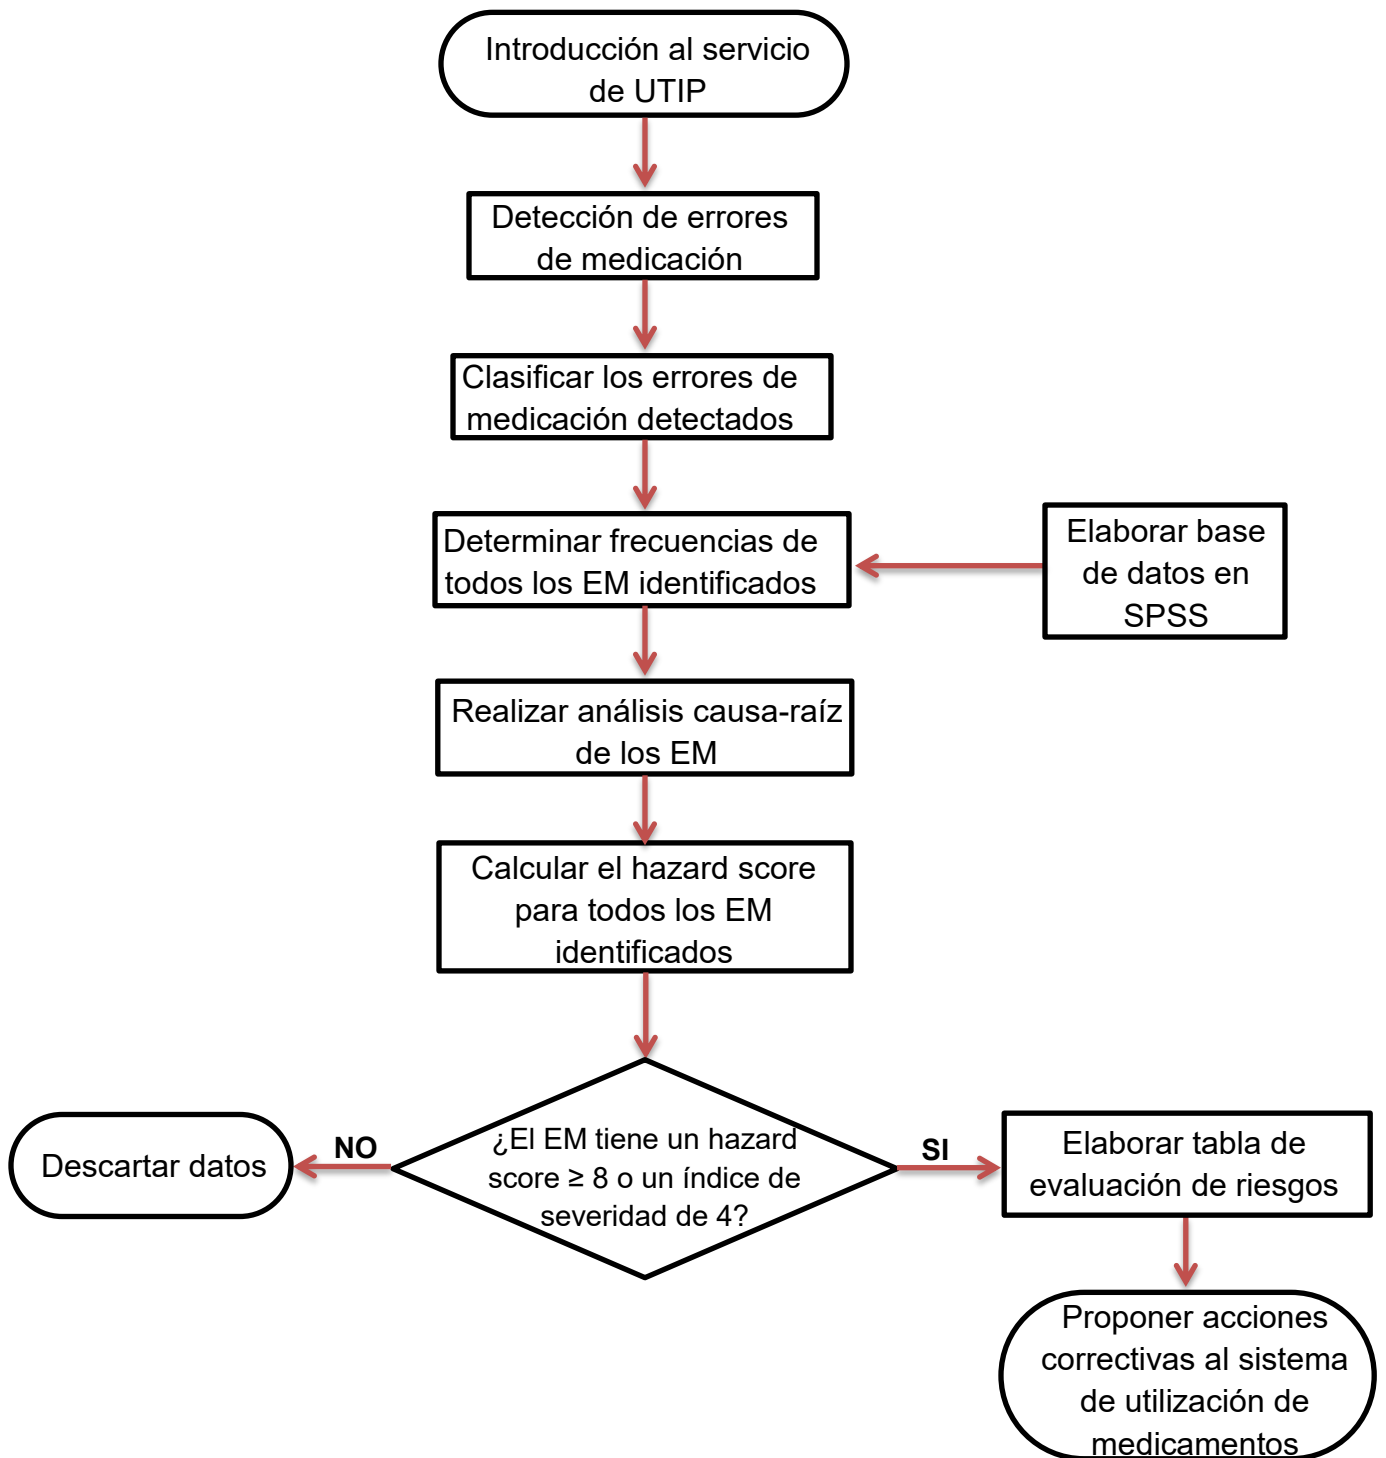 Introducción al servicio
de UTIP
Detección de errores
de medicación
Clasificar los errores de
medicación detectados
Determinar frecuencias de
todos los EM identificados
Elaborar base
de datos en
SPSS
Realizar análisis causa-raíz
de los EM
Calcular el hazard score
para todos los EM
identificados
¿El EM tiene un hazard
score ≥ 8 o un índice de
severidad de 4?
NO
Descartar datos
SI
Elaborar tabla de
evaluación de riesgos
Proponer acciones
correctivas al sistema
de utilización de
medicamentos